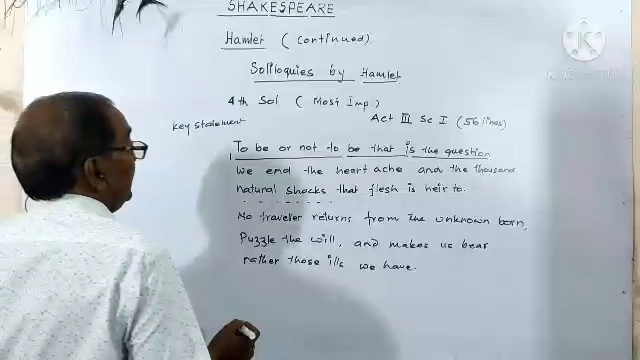 SHAKESPEARE
Hamlet (Continued)
Soliloquies by Hamlet
4th Sol (Most Imp)
Act III Sc I (56 lines)
Key statement
To be or not to be that is the question
We end the heart ache and the thousand
natural shocks that flesh is heir to.
No traveler returns from the unknown born,
Puzzle the will, and makes us bear
rather those ills we have.